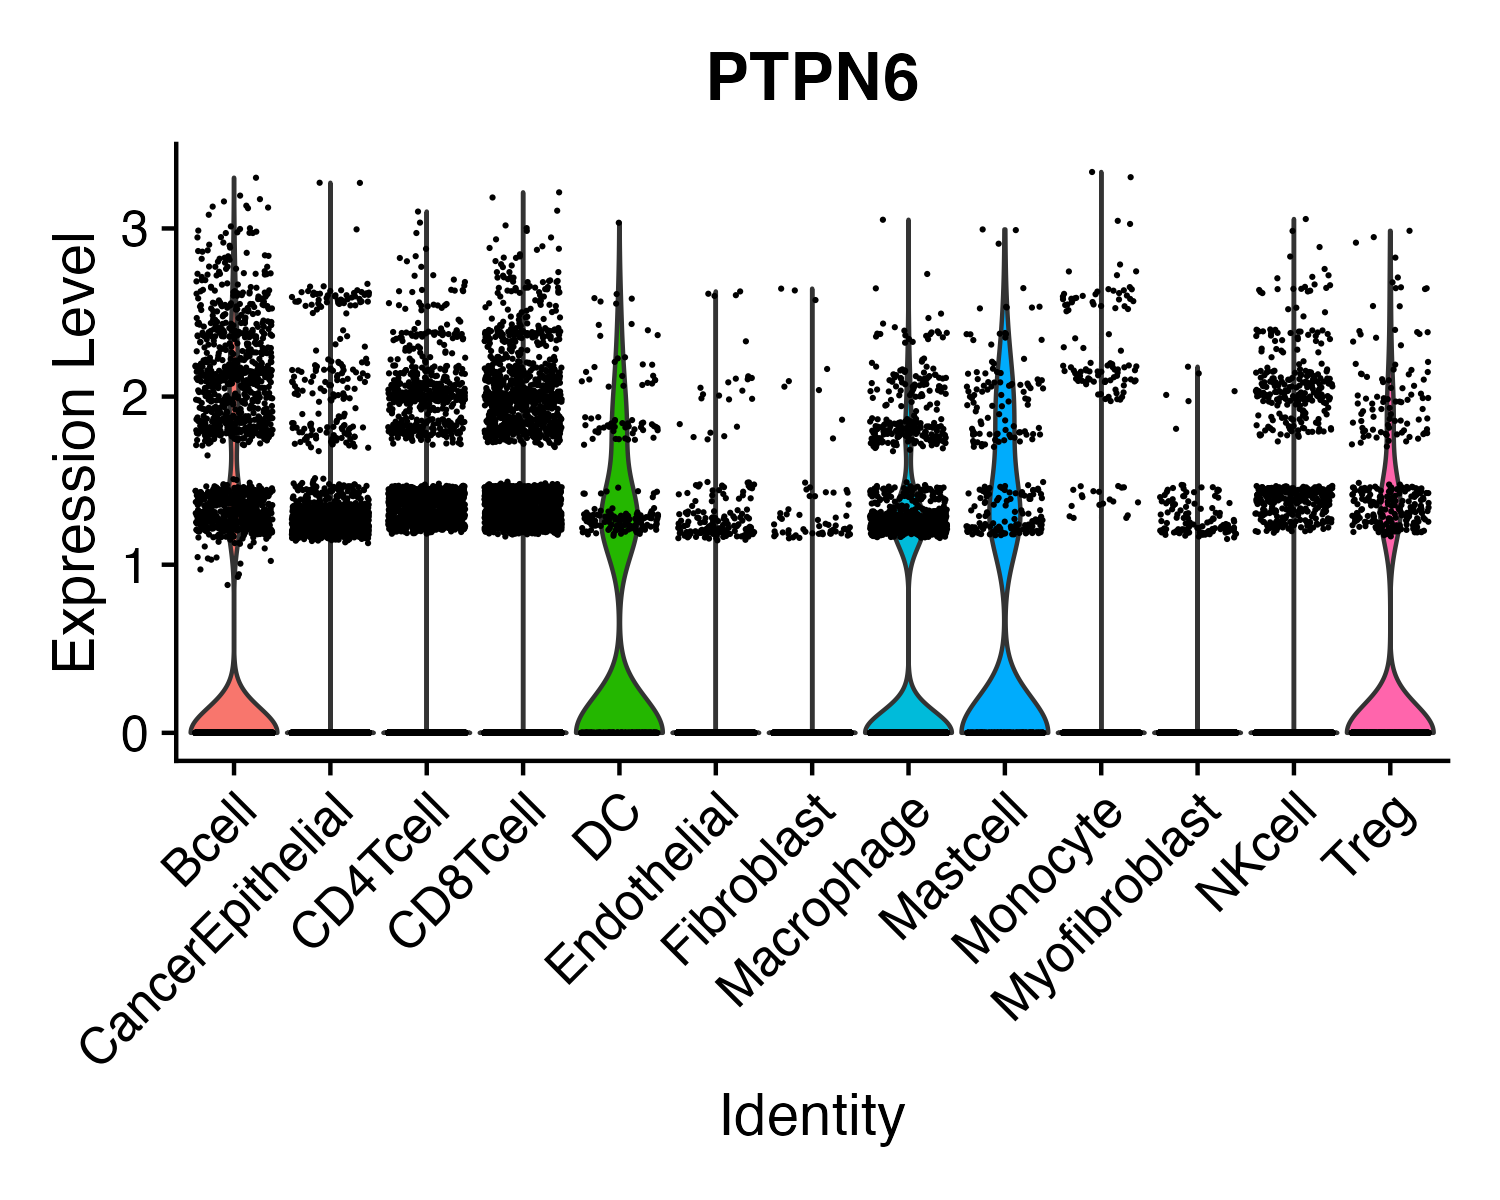 PTPN6
Expression Level
3
2
1
0
Bcell
CancerEpithelial
CD4Tcell
CD8Tcell
DC
Endothelial
Fibroblast
Macrophage
Mastcell
Monocyte
Myofibroblast
NKcell
Treg
Identity